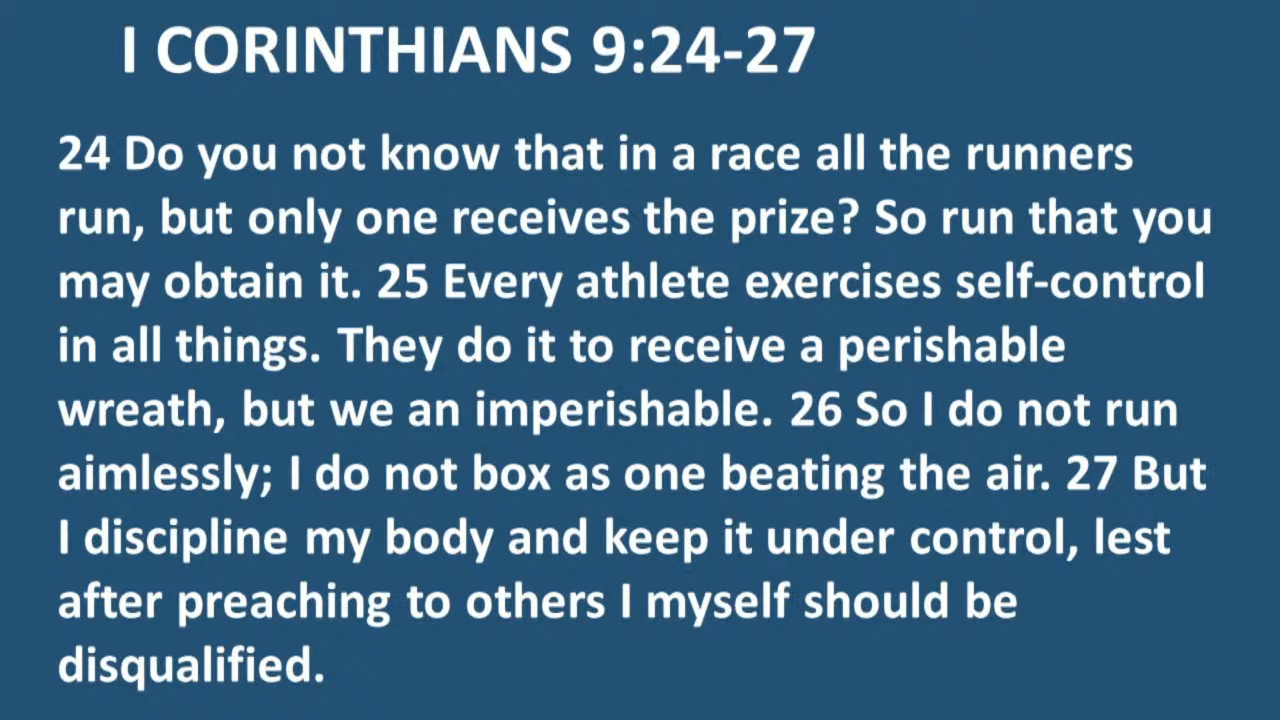 I CORINTHIANS 9:24-27
24 Do you not know that in a race all the runners
run, but only one receives the prize? So run that you
may obtain it. 25 Every athlete exercises self-control
in all things. They do it to receive a perishable
wreath, but we an imperishable. 26 So I do not run
aimlessly; I do not box as one beating the air. 27 But
I discipline my body and keep it under control, lest
after preaching to others I myself should be
disqualified.